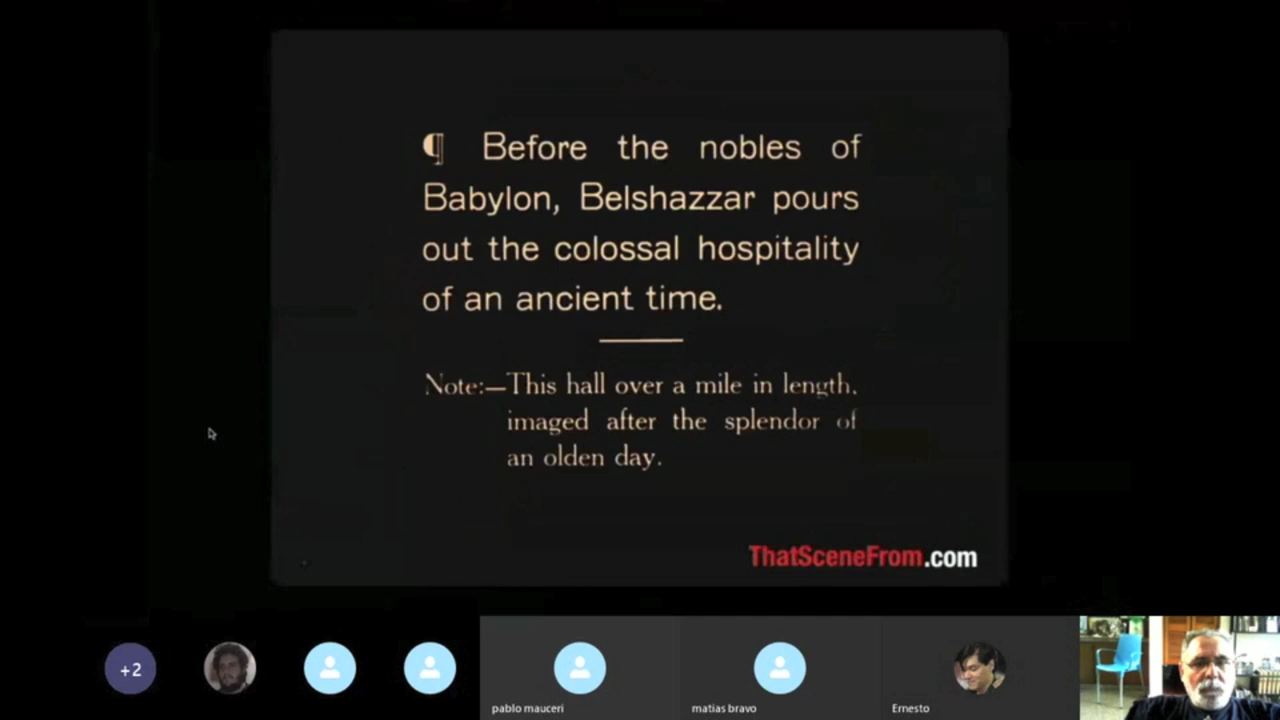 ¶ Before the nobles of
Babylon, Belshazzar pours
out the colossal hospitality
of an ancient time.
Note:—This hall over a mile in length,
imaged after the splendor of
an olden day.
ThatSceneFrom.com
+2
pablo mauceri
matias bravo
Ernesto